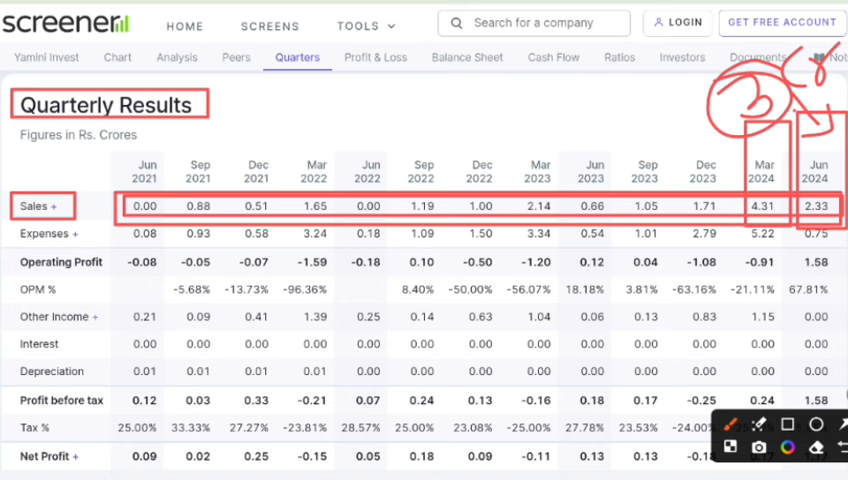 screener
HOME SCREENS TOOLS Search for a company LOGIN GET FREE ACCOUNT
Yamini Invest Chart Analysis Peers Quarters Profit & Loss Balance Sheet Cash Flow Ratios Investors Documents Not
Quarterly Results
Figures in Rs. Crores
Jun 2021 Sep 2021 Dec 2021 Mar 2022 Jun 2022 Sep 2022 Dec 2022 Mar 2023 Jun 2023 Sep 2023 Dec 2023 Mar 2024 Jun 2024
Sales + 0.00 0.88 0.51 1.65 0.00 1.19 1.00 2.14 0.66 1.05 1.71 4.31 2.33
Expenses + 0.08 0.93 0.58 3.24 0.18 1.09 1.50 3.34 0.54 1.01 2.79 5.22 0.75
Operating Profit -0.08 -0.05 -0.07 -1.59 -0.18 0.10 -0.50 -1.20 0.12 0.04 -1.08 -0.91 1.58
OPM % -5.68% -13.73% -96.36% 8.40% -50.00% -56.07% 18.18% 3.81% -63.16% -21.11% 67.81%
Other Income + 0.21 0.09 0.41 1.39 0.25 0.14 0.63 1.04 0.06 0.13 0.83 1.15 0.00
Interest 0.00 0.00 0.00 0.00 0.00 0.00 0.00 0.00 0.00 0.00 0.00 0.00 0.00
Depreciation 0.01 0.01 0.01 0.01 0.00 0.00 0.00 0.00 0.00 0.00 0.00 0.00 0.00
Profit before tax 0.12 0.03 0.33 -0.21 0.07 0.24 0.13 -0.16 0.18 0.17 -0.25 0.24 1.58
Tax % 25.00% 33.33% 27.27% -23.81% 28.57% 25.00% 23.08% -25.00% 27.78% 23.53% -24.00%
Net Profit + 0.09 0.02 0.25 -0.15 0.05 0.18 0.09 -0.11 0.13 0.13